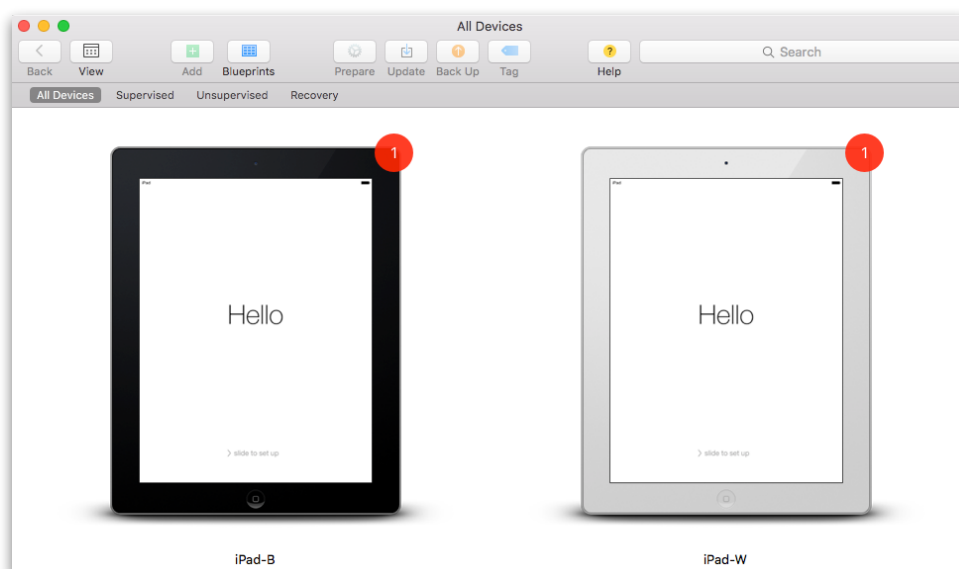 All Devices
Back View Add Blueprints Prepare Update Back Up Tag Help Search
All Devices Supervised Unsupervised Recovery
1 1
iPad iPad
Hello Hello
> slide to set up > slide to set up
iPad-B iPad-W